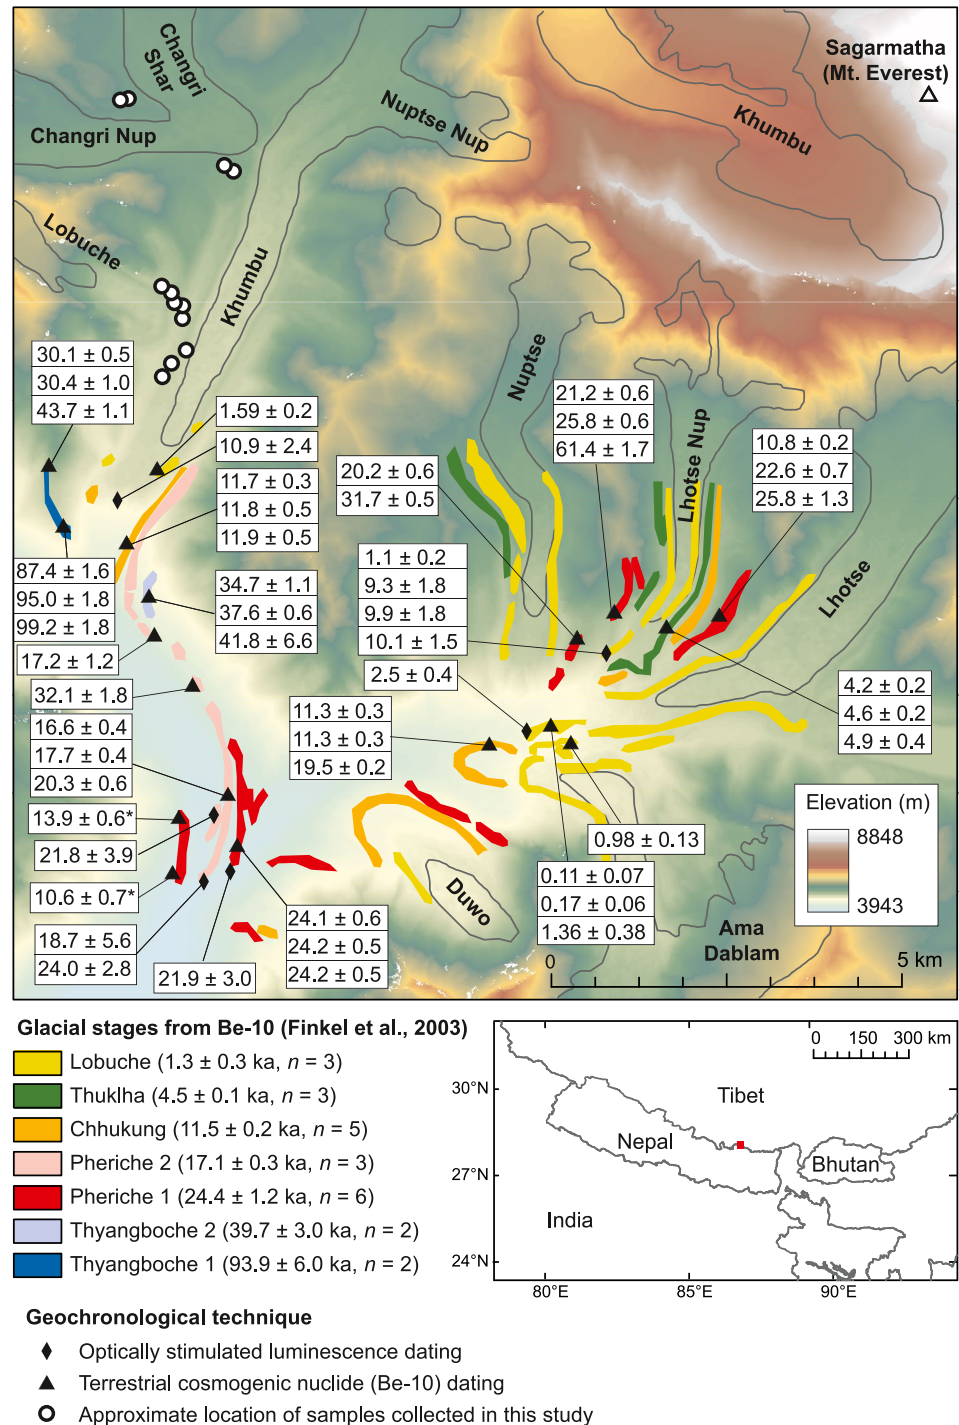 Changri
Shar
Changri Nup
Nuptse Nup
Khumbu
Sagarmatha
(Mt. Everest)
Lobuche
Khumbu
Nuptse
Lhotse Nup
Lhotse
30.1 ± 0.5
30.4 ± 1.0
43.7 ± 1.1
1.59 ± 0.2
10.9 ± 2.4
11.7 ± 0.3
11.8 ± 0.5
11.9 ± 0.5
20.2 ± 0.6
31.7 ± 0.5
21.2 ± 0.6
25.8 ± 0.6
61.4 ± 1.7
10.8 ± 0.2
22.6 ± 0.7
25.8 ± 1.3
87.4 ± 1.6
95.0 ± 1.8
99.2 ± 1.8
34.7 ± 1.1
37.6 ± 0.6
41.8 ± 6.6
1.1 ± 0.2
9.3 ± 1.8
9.9 ± 1.8
10.1 ± 1.5
17.2 ± 1.2
2.5 ± 0.4
32.1 ± 1.8
11.3 ± 0.3
11.3 ± 0.3
19.5 ± 0.2
4.2 ± 0.2
4.6 ± 0.2
4.9 ± 0.4
16.6 ± 0.4
17.7 ± 0.4
20.3 ± 0.6
13.9 ± 0.6*
21.8 ± 3.9
10.6 ± 0.7*
18.7 ± 5.6
24.0 ± 2.8
21.9 ± 3.0
24.1 ± 0.6
24.2 ± 0.5
24.2 ± 0.5
0.98 ± 0.13
0.11 ± 0.07
0.17 ± 0.06
1.36 ± 0.38
Duwo
Ama
Dablam
Elevation (m)
8848
3943
0 5 km
Glacial stages from Be-10 (Finkel et al., 2003)
Lobuche (1.3 ± 0.3 ka, n = 3)
Thuklha (4.5 ± 0.1 ka, n = 3)
Chhukung (11.5 ± 0.2 ka, n = 5)
Pheriche 2 (17.1 ± 0.3 ka, n = 3)
Pheriche 1 (24.4 ± 1.2 ka, n = 6)
Thyangboche 2 (39.7 ± 3.0 ka, n = 2)
Thyangboche 1 (93.9 ± 6.0 ka, n = 2)
Geochronological technique
Optically stimulated luminescence dating
Terrestrial cosmogenic nuclide (Be-10) dating
Approximate location of samples collected in this study
0 150 300 km
30°N
27°N
24°N
80°E
85°E
90°E
Tibet
Nepal
Bhutan
India